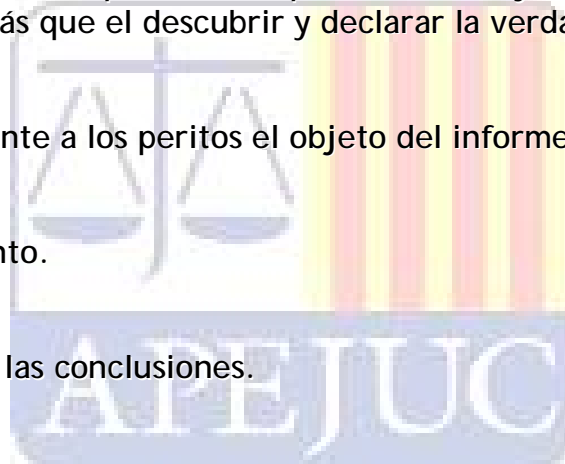 ás que el descubrir y declarar la verda
nte a los peritos el objeto del informe
nto.
las conclusiones.
APEJUC